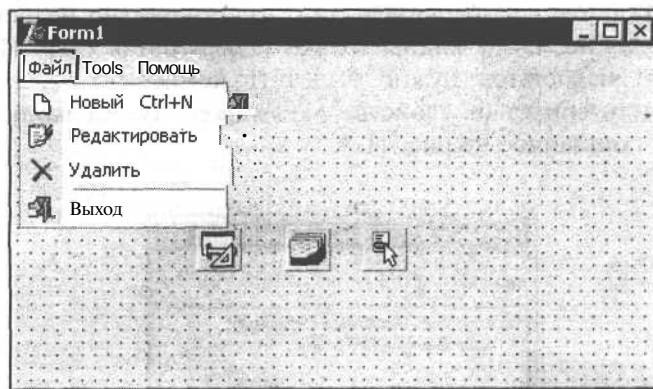 Form1
Файл Tools Помощь
Новый Ctrl+N
Редактировать
Удалить
Выход